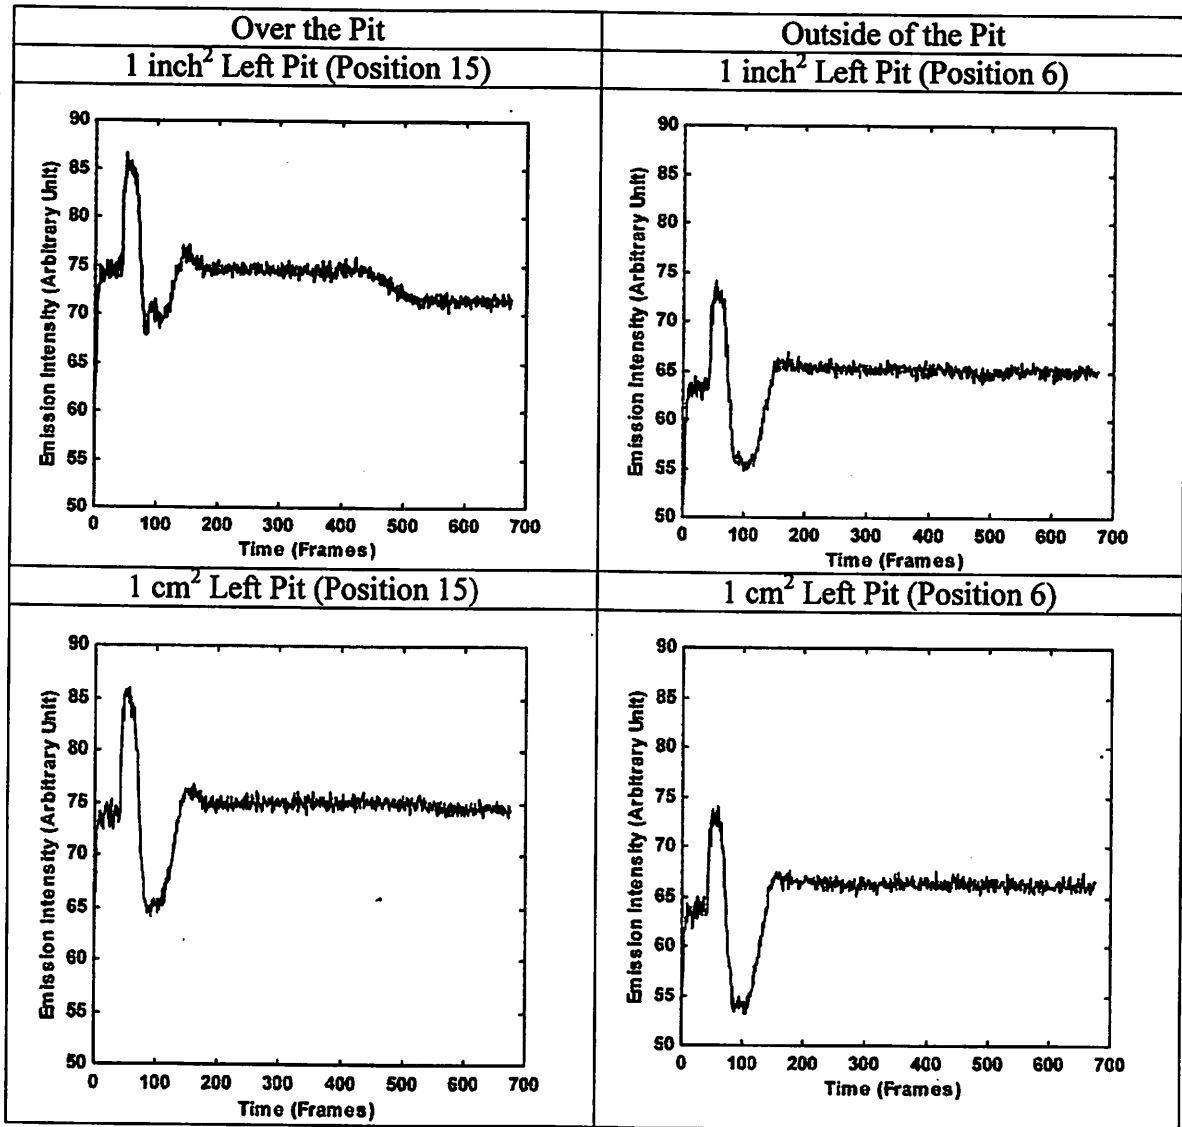 Over the Pit
Outside of the Pit
1 inch² Left Pit (Position 15)
1 inch² Left Pit (Position 6)
Emission Intensity (Arbitrary Unit)
90
85
80
75
70
65
60
55
50
0 100 200 300 400 500 600 700
Time (Frames)
Emission Intensity (Arbitrary Unit)
90
85
80
75
70
65
60
55
50
0 100 200 300 400 500 600 700
Time (Frames)
1 cm² Left Pit (Position 15)
1 cm² Left Pit (Position 6)
Emission Intensity (Arbitrary Unit)
90
85
80
75
70
65
60
55
50
0 100 200 300 400 500 600 700
Time (Frames)
Emission Intensity (Arbitrary Unit)
90
85
80
75
70
65
60
55
50
0 100 200 300 400 500 600 700
Time (Frames)